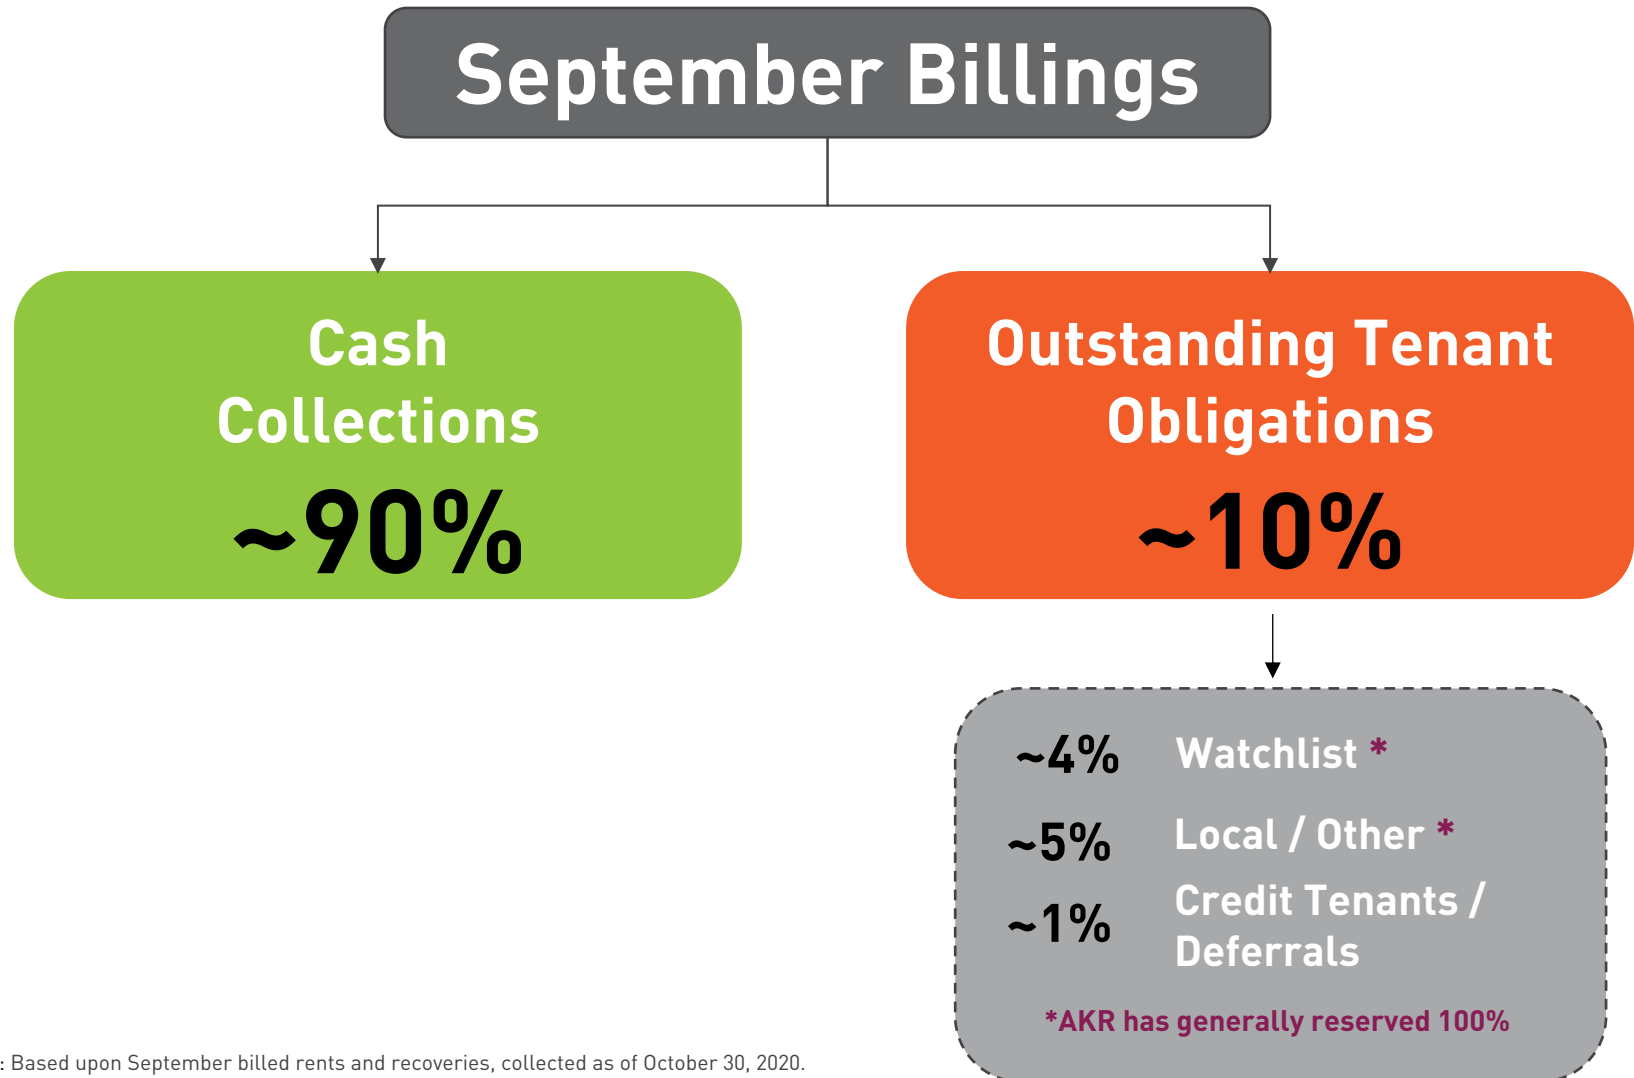 September Billings
Cash
Collections
~90%
Outstanding Tenant
Obligations
~10%
~4% Watchlist *
~5% Local / Other *
~1% Credit Tenants /
Deferrals
*AKR has generally reserved 100%
: Based upon September billed rents and recoveries, collected as of October 30, 2020.